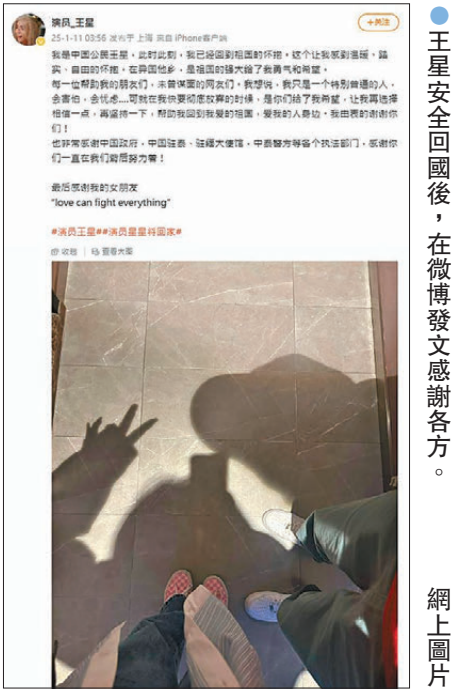 演员_王星
+关注
25-1-11 03:56 发布于 上海 来自 iPhone客户端
我是中国公民王星，此时此刻，我已经回到祖国的怀抱。这个让我感到温暖、踏
实、自由的怀抱。在异国他乡，是祖国的强大给了我勇气和希望。
每一位帮助我的朋友们，未曾谋面的网友们，我想说，我只是一个特别普通的人，
会害怕，会忧虑....可就在我快要彻底放弃的时候，是你们给了我希望，让我再选择
相信一点，再坚持一下，帮助我回到我爱的祖国，爱我的人身边，我由衷的谢谢你
们！
也非常感谢中国政府，中国驻泰、驻缅大使馆，中泰警方等各个执法部门，感谢你
们一直在我们背后努力着！
最后感谢我的女朋友
“love can fight everything”
#演员王星##演员星星将回家#
收起
查看大图
●王星安全回國後，在微博發文感謝各方。
網上圖片